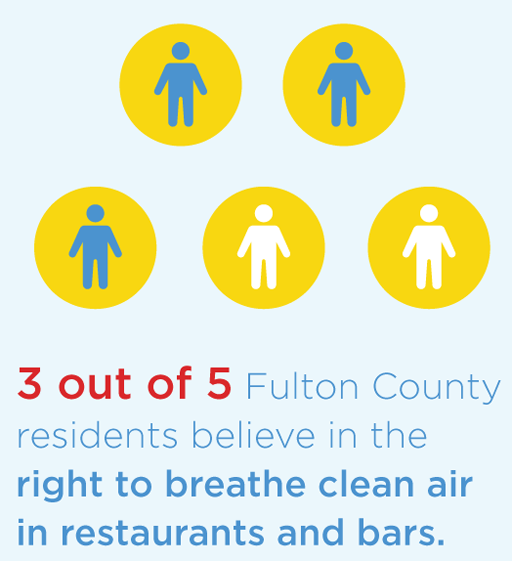 3 out of 5 Fulton County
residents believe in the
right to breathe clean air
in restaurants and bars.